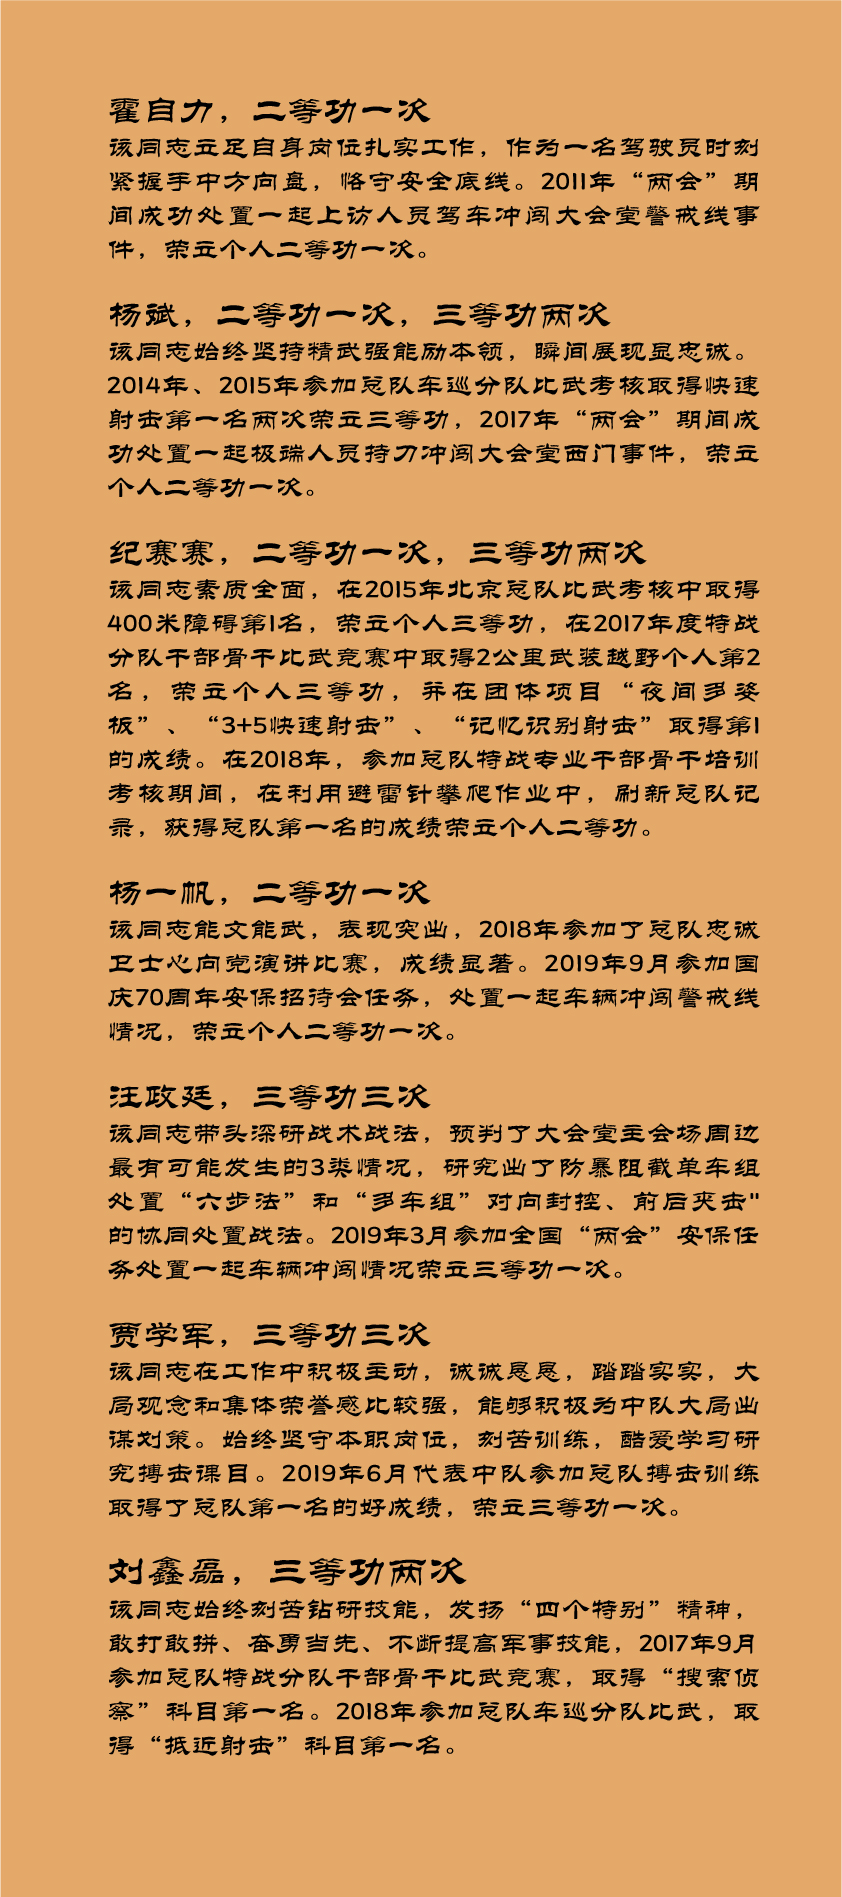 霍自力，二等功一次
该同志立足自身岗位扎实工作，作为一名驾驶员时刻
紧握手中方向盘，恪守安全底线。2011年“两会”期
间成功处置一起上访人员驾车冲闯大会堂警戒线事
件，荣立个人二等功一次。
杨斌，二等功一次，三等功两次
该同志始终坚持精武强能励本领，瞬间展现显忠诚。
2014年、2015年参加总队车巡分队比武考核取得快速
射击第一名两次荣立三等功，2017年“两会”期间成
功处置一起极端人员持刀冲闯大会堂西门事件，荣立
个人二等功一次。
纪赛赛，二等功一次，三等功两次
该同志素质全面，在2015年北京总队比武考核中取得
400米障碍第1名，荣立个人三等功，在2017年度特战
分队干部骨干比武竞赛中取得2公里武装越野个人第2
名，荣立个人三等功，并在团体项目“夜间多姿
板”、“3+5快速射击”、“记忆识别射击”取得第1
的成绩。在2018年，参加总队特战专业干部骨干培训
考核期间，在利用避雷针攀爬作业中，刷新总队记
录，获得总队第一名的成绩荣立个人二等功。
杨一帆，二等功一次
该同志能文能武，表现突出，2018年参加了总队忠诚
卫士心向党演讲比赛，成绩显著。2019年9月参加国
庆70周年安保招待会任务，处置一起车辆冲闯警戒线
情况，荣立个人二等功一次。
汪政廷，三等功三次
该同志带头深研战术战法，预判了大会堂主会场周边
最有可能发生的3类情况，研究出了防暴阻截单车组
处置“六步法”和“多车组”对向封控、前后夹击"
的协同处置战法。2019年3月参加全国“两会”安保任
务处置一起车辆冲闯情况荣立三等功一次。
贾学军，三等功三次
该同志在工作中积极主动，诚诚恳恳，踏踏实实，大
局观念和集体荣誉感比较强，能够积极为中队大局出
谋划策。始终坚守本职岗位，刻苦训练，酷爱学习研
究搏击课目。2019年6月代表中队参加总队搏击训练
取得了总队第一名的好成绩，荣立三等功一次。
刘鑫磊，三等功两次
该同志始终刻苦钻研技能，发扬“四个特别”精神，
敢打敢拼、奋勇当先、不断提高军事技能，2017年9月
参加总队特战分队干部骨干比武竞赛，取得“搜索侦
察”科目第一名。2018年参加总队车巡分队比武，取
得“抵近射击”科目第一名。